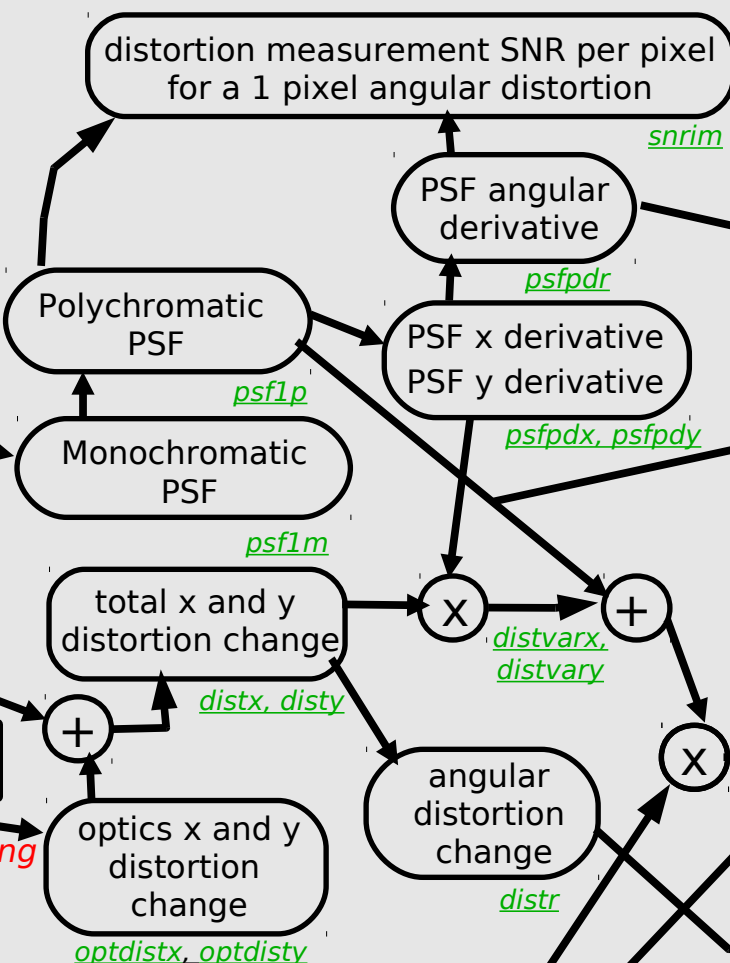 distortion measurement SNR per pixel
for a 1 pixel angular distortion
snrim
PSF angular
derivative
psfpdr
Polychromatic
PSF
psf1p
PSF x derivative
PSF y derivative
psfpdx, psfpdy
Monochromatic
PSF
psf1m
total x and y
distortion change
distx, disty
x
distvarx,
distvary
+
+
x
angular
distortion
change
distr
ng
optics x and y
distortion
change
optdistx, optdisty